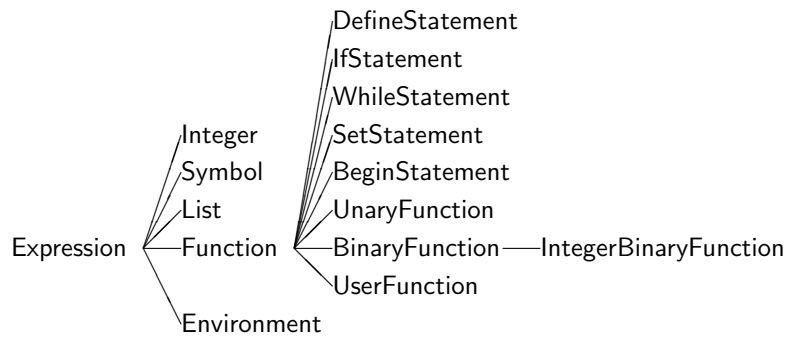 DefineStatement
IfStatement
WhileStatement
Integer
SetStatement
Symbol
BeginStatement
List
UnaryFunction
Expression
Function
BinaryFunction
IntegerBinaryFunction
UserFunction
Environment